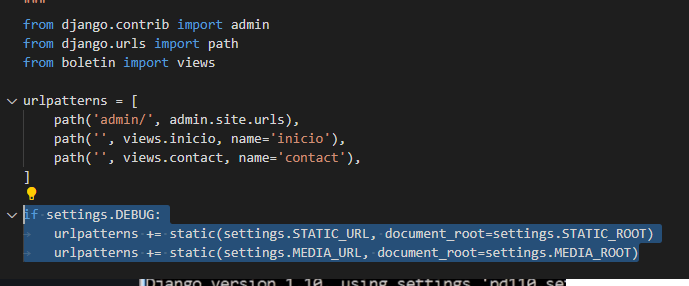 """
from django.contrib import admin
from django.urls import path
from boletin import views
urlpatterns = [
    path('admin/', admin.site.urls),
    path('', views.inicio, name='inicio'),
    path('', views.contact, name='contact'),
]
if settings.DEBUG:
    urlpatterns += static(settings.STATIC_URL, document_root=settings.STATIC_ROOT)
    urlpatterns += static(settings.MEDIA_URL, document_root=settings.MEDIA_ROOT)
Django version 1.10, using settings 'pd110.set